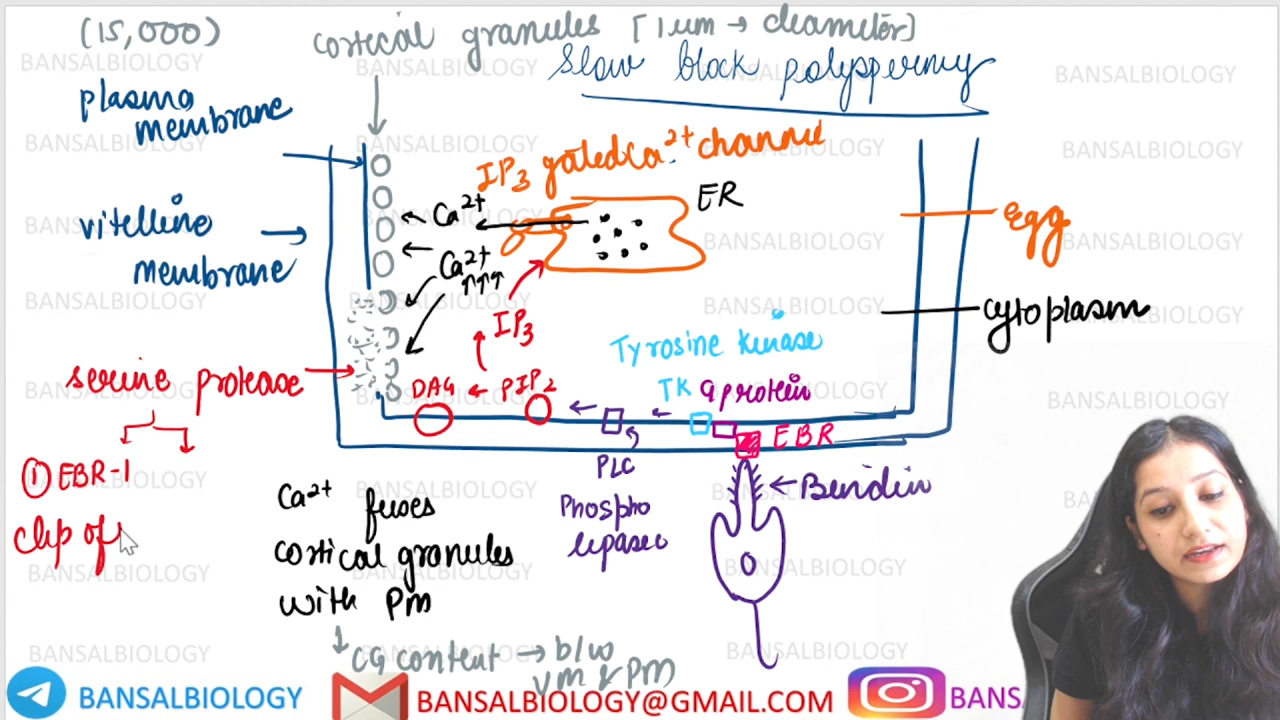 (15,000)
cortical granules [1um → diameter]
Slow block polyspermy
plasma
membrane
IP3 gated Ca2+ channel
ER
Ca2+
vitelline
membrane
Ca2+
↑↑↑
egg
IP3
cytoplasm
Tyrosine kinase
serine protease
DAG ← PIP2
TK G protein
EBR
① EBR-1
clip of
PLC
Phospho
lipase C
Bindin
Ca2+ fuses
cortical granules
with PM
↓
CG content → b/w
VM & PM
BANSALBIOLOGY
BANSALBIOLOGY@GMAIL.COM
BANS
BANSALBIOLOGY